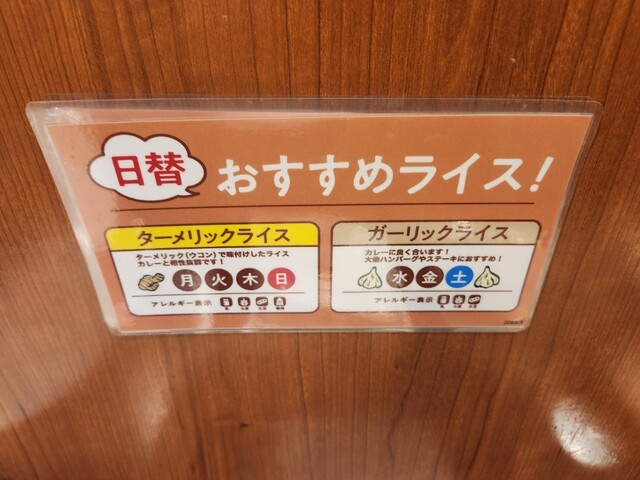 日替
おすすめライス!
ターメリックライス
ターメリック(ウコン)で味付けしたライス
カレーと相性抜群です!
月 火 木 日
アレルギー表示
ガーリックライス
カレーに良く合います!
大俵ハンバーグやステーキにおすすめ!
水 金 土
アレルギー表示